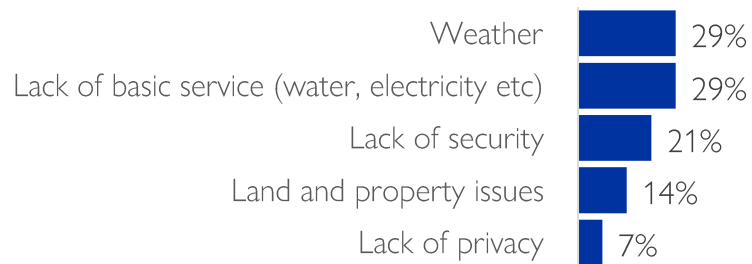 Weather 29%
Lack of basic service (water, electricity etc) 29%
Lack of security 21%
Land and property issues 14%
Lack of privacy 7%